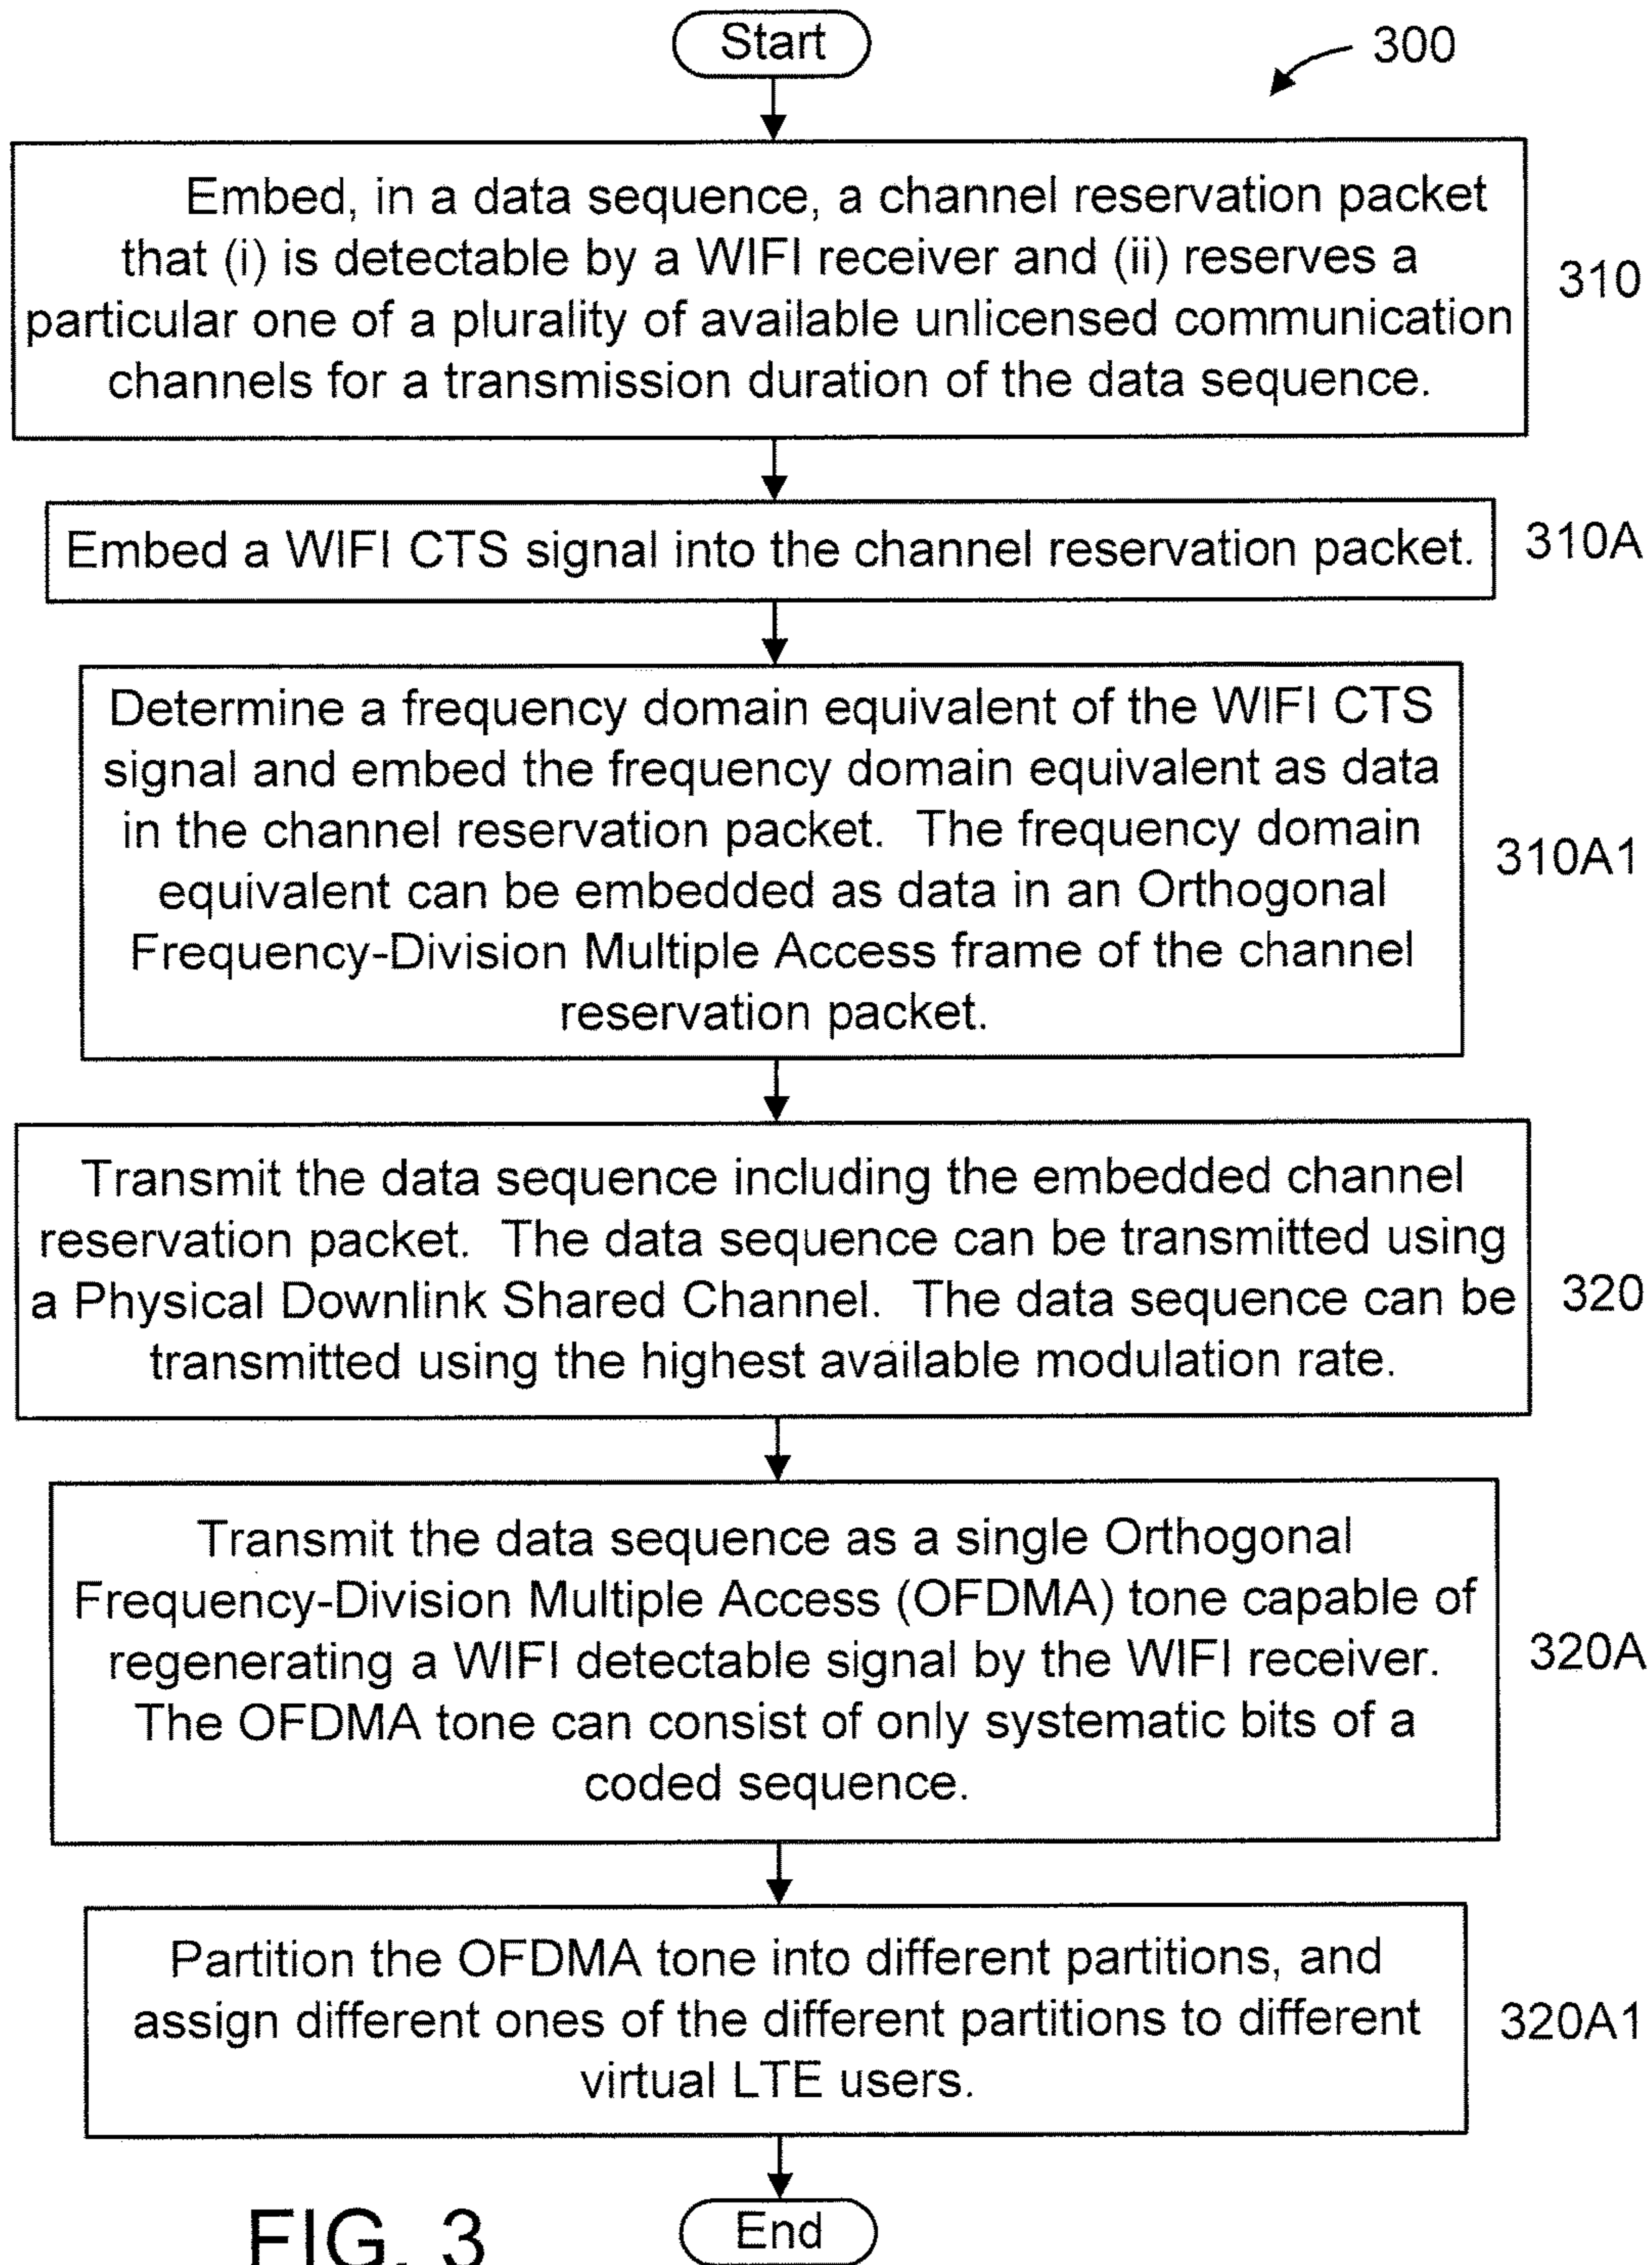 Start
300
Embed, in a data sequence, a channel reservation packet
that (i) is detectable by a WIFI receiver and (ii) reserves a
particular one of a plurality of available unlicensed communication
channels for a transmission duration of the data sequence.
310
Embed a WIFI CTS signal into the channel reservation packet.
310A
Determine a frequency domain equivalent of the WIFI CTS
signal and embed the frequency domain equivalent as data
in the channel reservation packet. The frequency domain
equivalent can be embedded as data in an Orthogonal
Frequency-Division Multiple Access frame of the channel
reservation packet.
310A1
Transmit the data sequence including the embedded channel
reservation packet. The data sequence can be transmitted using
a Physical Downlink Shared Channel. The data sequence can be
transmitted using the highest available modulation rate.
320
Transmit the data sequence as a single Orthogonal
Frequency-Division Multiple Access (OFDMA) tone capable of
regenerating a WIFI detectable signal by the WIFI receiver.
The OFDMA tone can consist of only systematic bits of a
coded sequence.
320A
Partition the OFDMA tone into different partitions, and
assign different ones of the different partitions to different
virtual LTE users.
320A1
End
FIG. 3